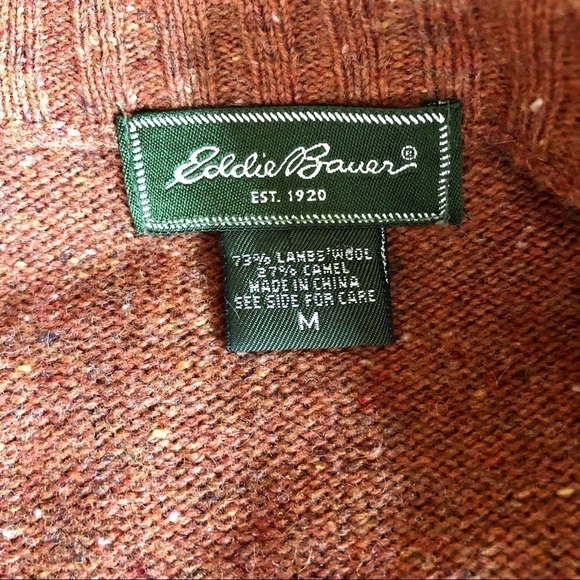 Eddie Bauer®
EST. 1920
73% LAMBS' WOOL
27% CAMEL
MADE IN CHINA
SEE SIDE FOR CARE
M